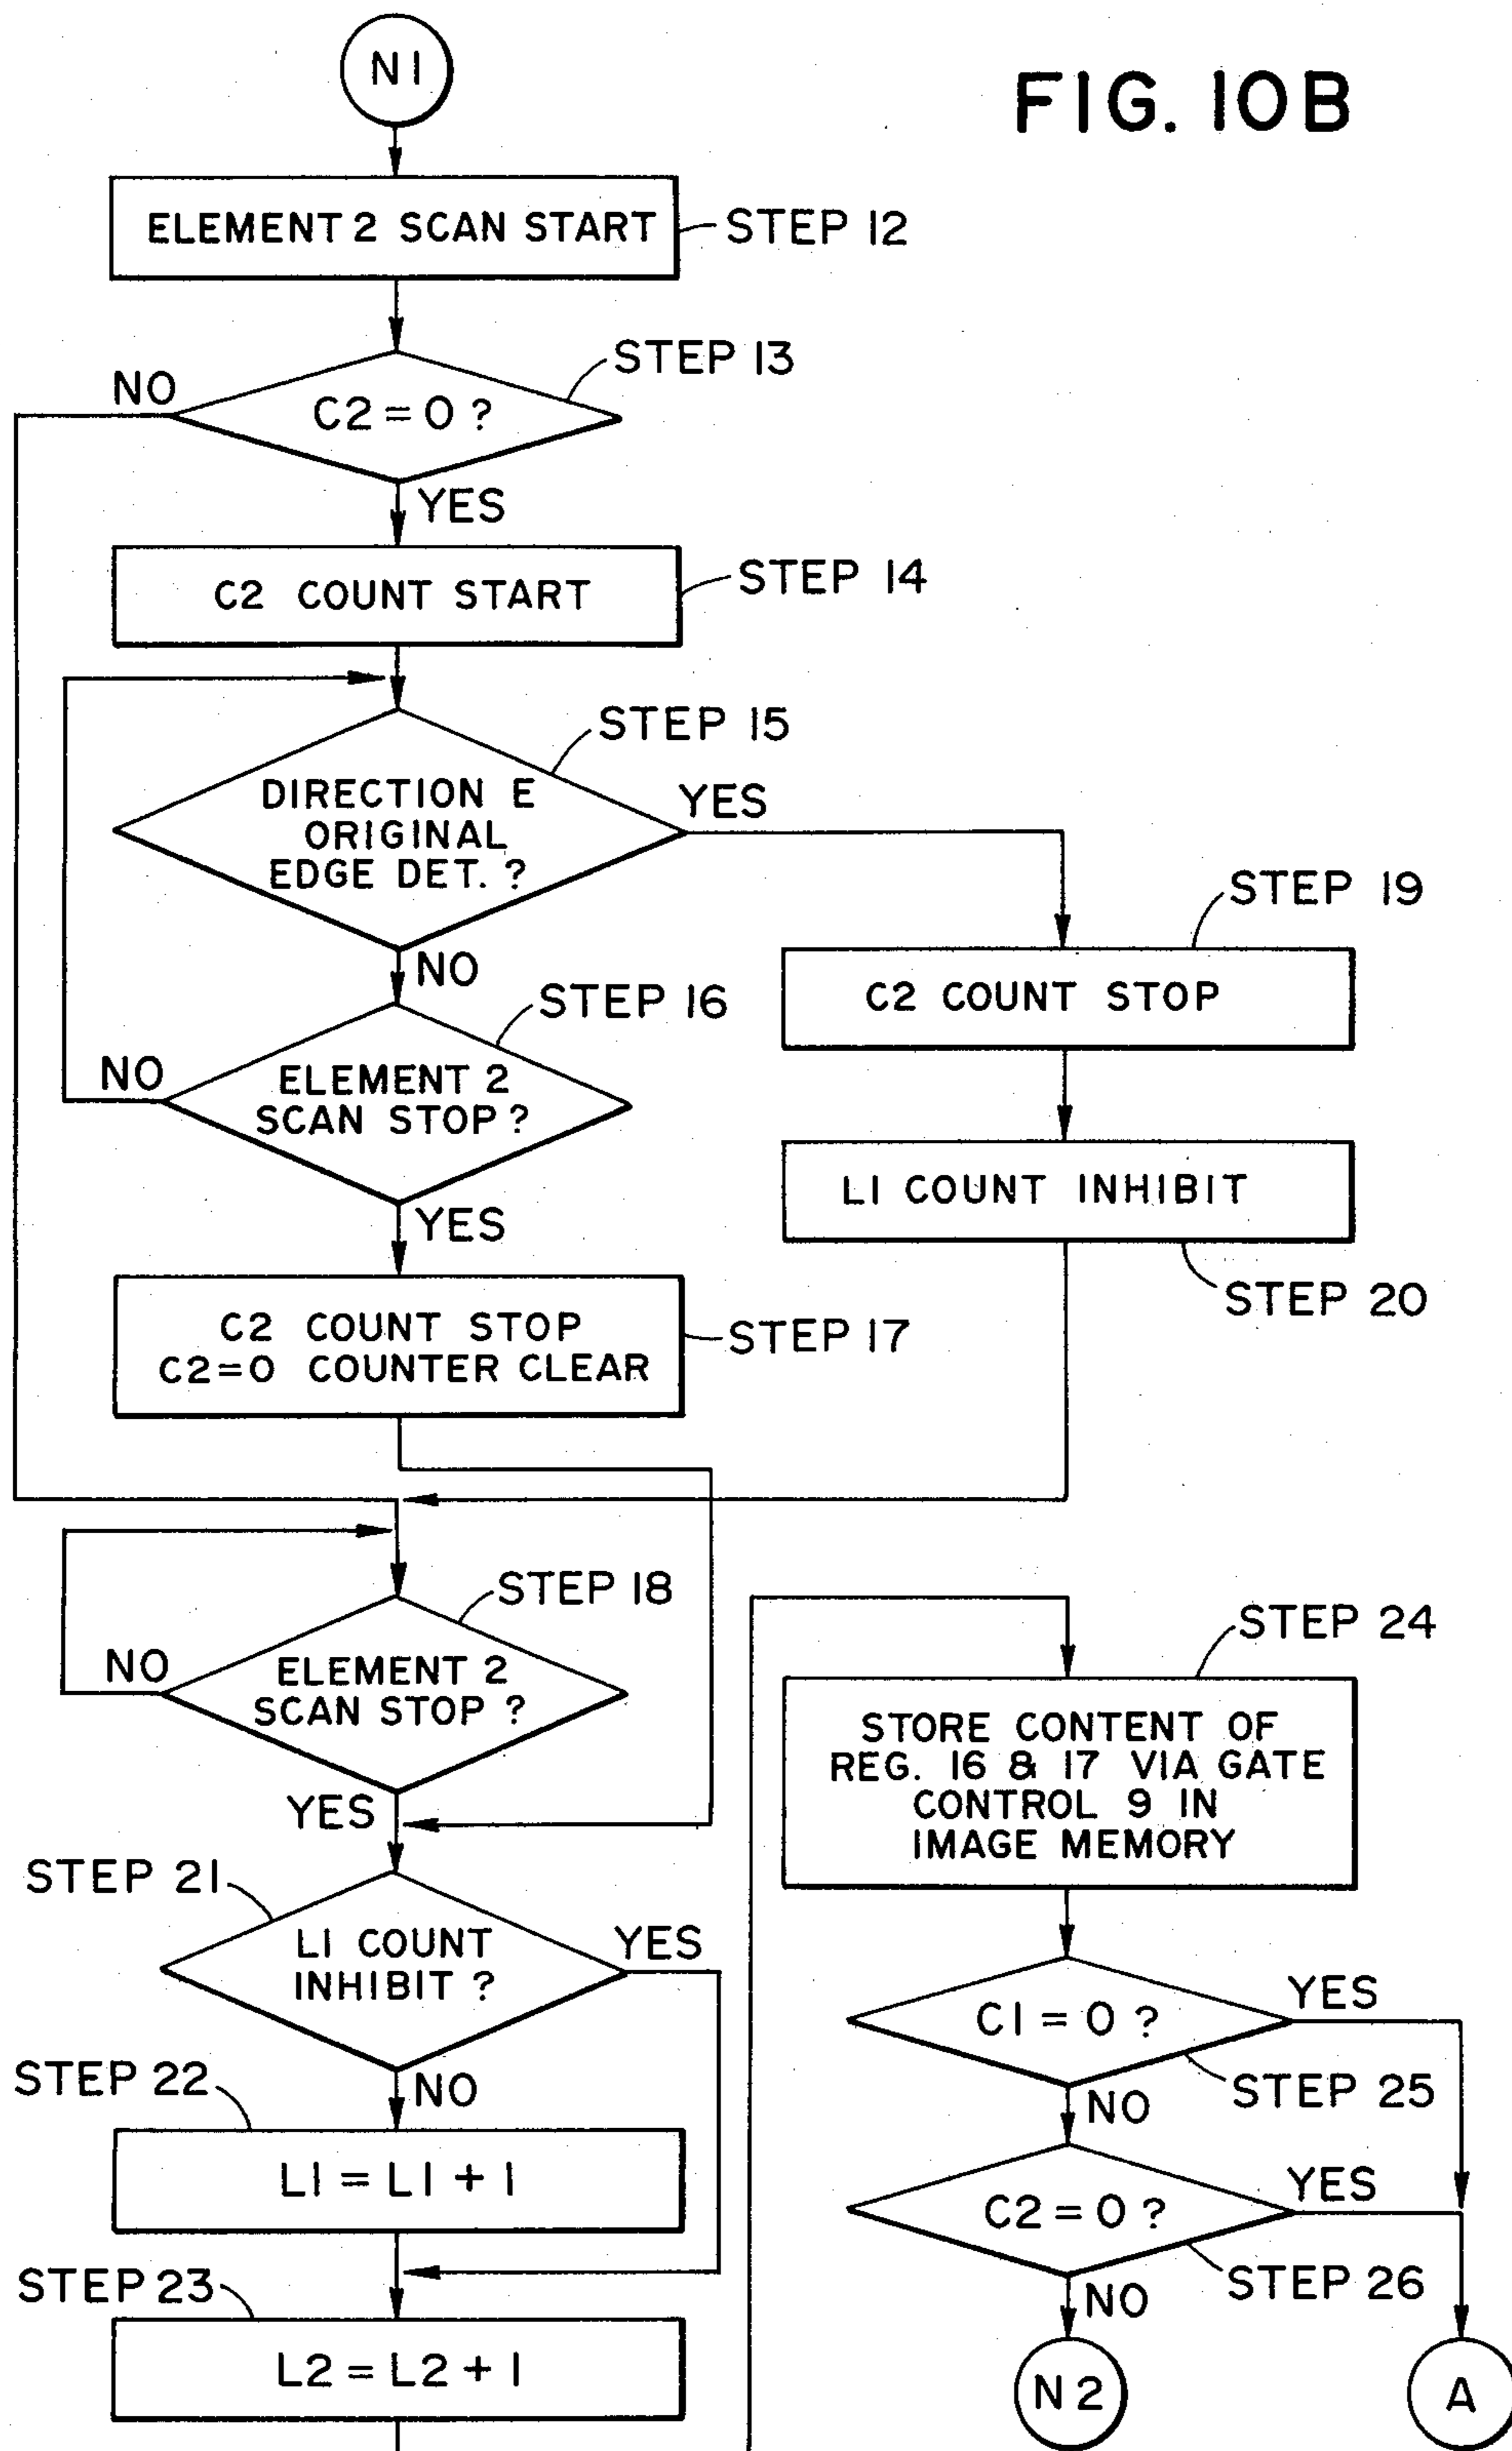 FIG. 10B
N1
ELEMENT 2 SCAN START
STEP 12
STEP 13
NO
C2 = 0 ?
YES
C2 COUNT START
STEP 14
STEP 15
DIRECTION E
ORIGINAL
EDGE DET. ?
YES
NO
STEP 16
NO
ELEMENT 2
SCAN STOP ?
YES
C2 COUNT STOP
C2=0 COUNTER CLEAR
STEP 17
STEP 19
C2 COUNT STOP
L1 COUNT INHIBIT
STEP 20
STEP 18
NO
ELEMENT 2
SCAN STOP ?
YES
STEP 21
L1 COUNT
INHIBIT ?
YES
NO
STEP 22
L1 = L1 + 1
STEP 23
L2 = L2 + 1
STEP 24
STORE CONTENT OF
REG. 16 & 17 VIA GATE
CONTROL 9 IN
IMAGE MEMORY
C1 = 0 ?
YES
STEP 25
NO
C2 = 0 ?
YES
STEP 26
NO
N2
A